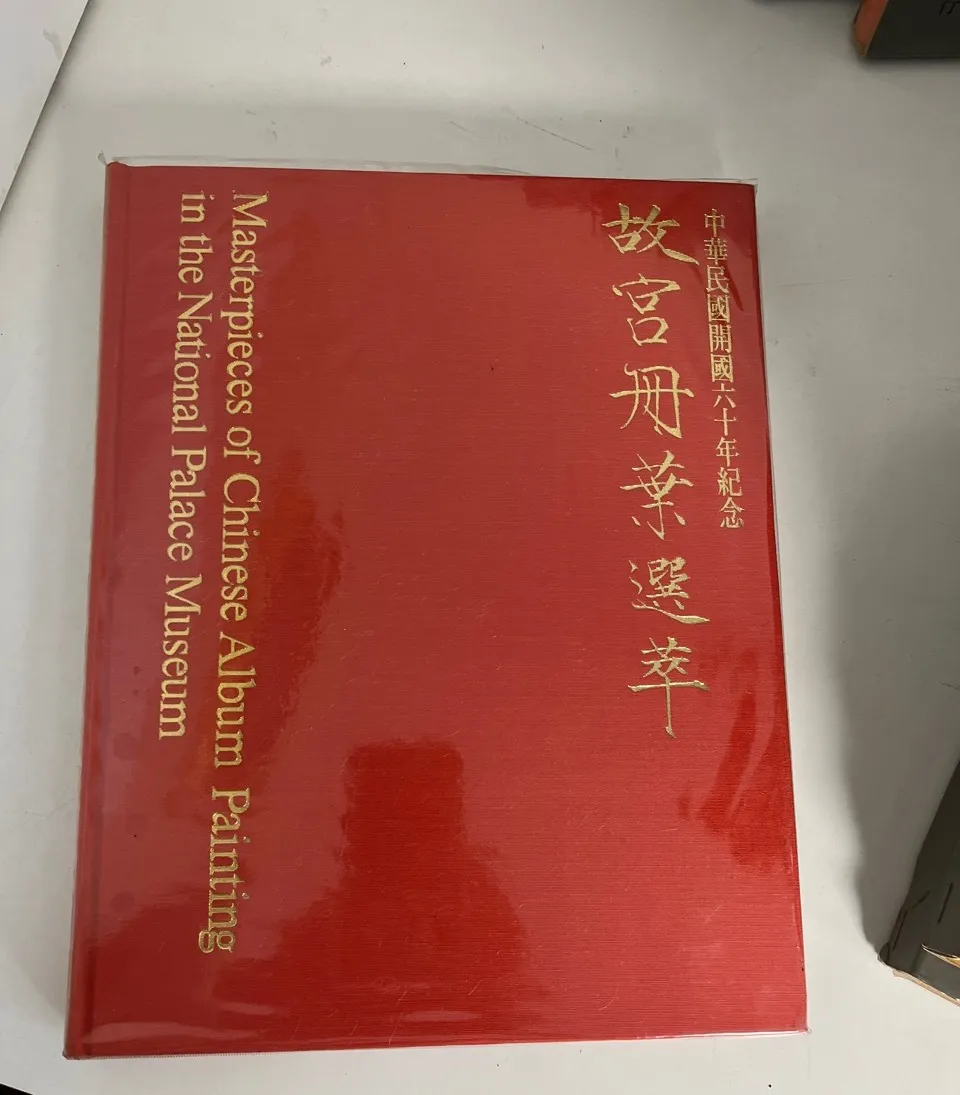 中華民國開國六十年紀念
故宮冊葉選萃
Masterpieces of Chinese Album Painting
in the National Palace Museum